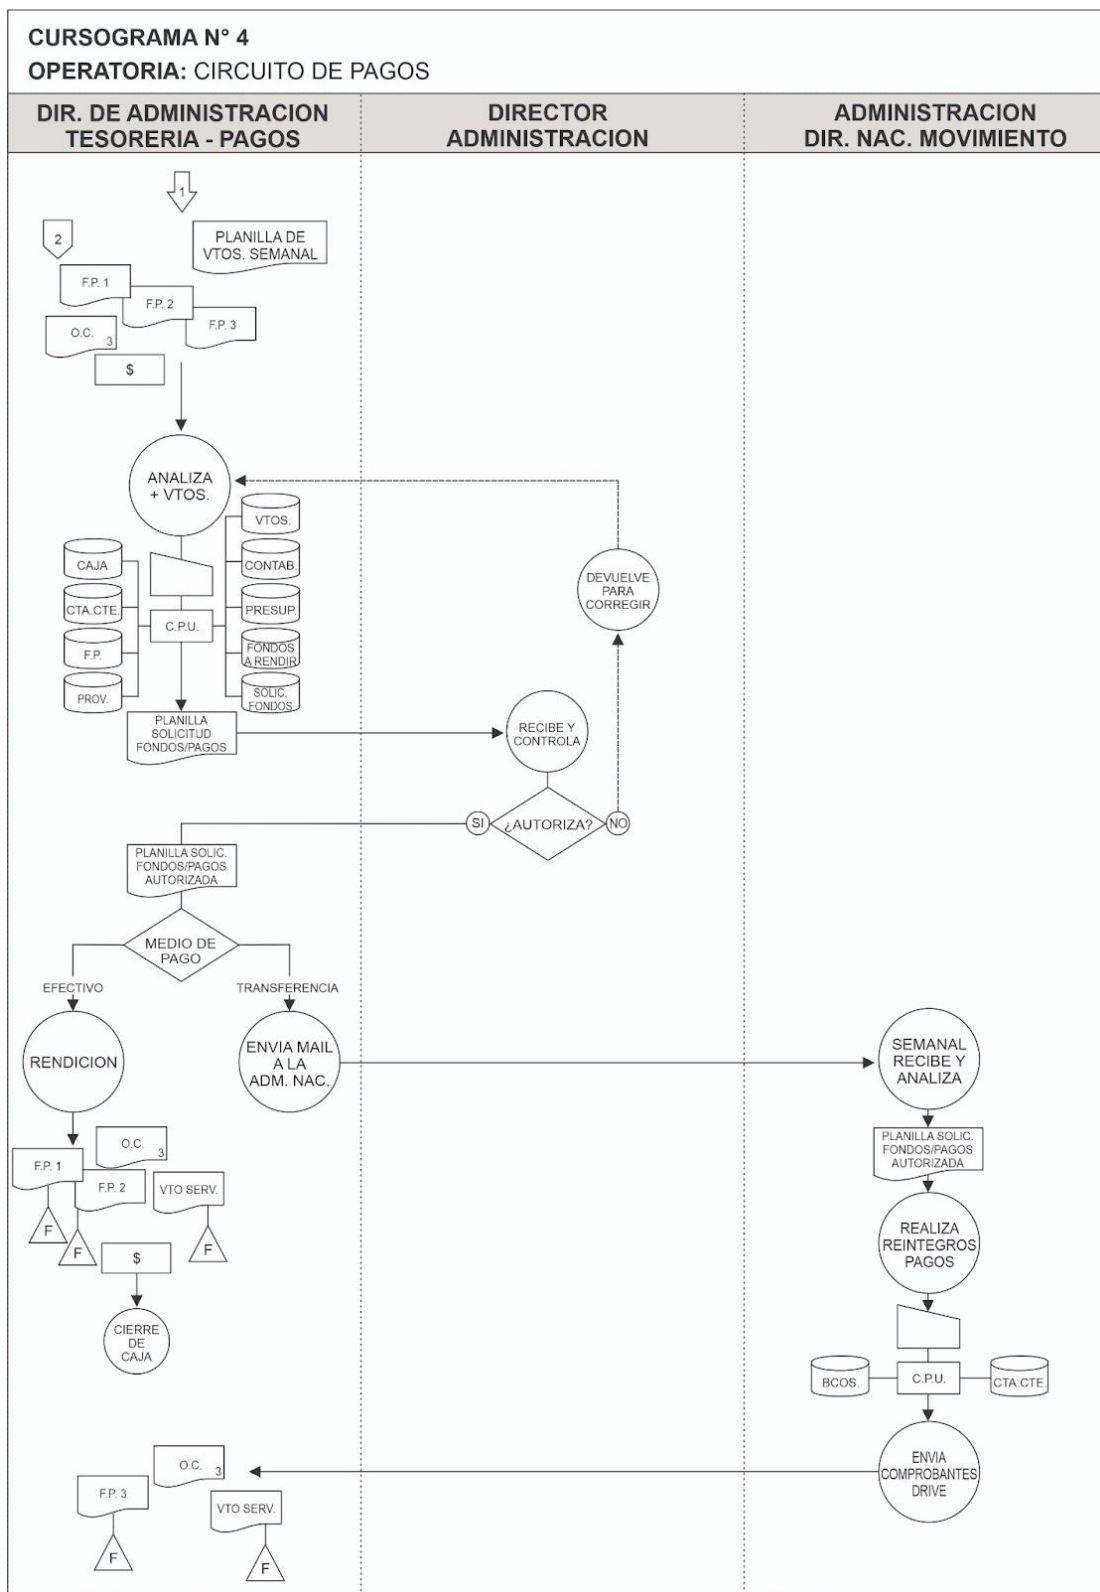 CURSOGRAMA N° 4
OPERATORIA: CIRCUITO DE PAGOS
DIR. DE ADMINISTRACION
TESORERIA - PAGOS
DIRECTOR
ADMINISTRACION
ADMINISTRACION
DIR. NAC. MOVIMIENTO
1
2
PLANILLA DE
VTOS. SEMANAL
F.P. 1
F.P. 2
F.P. 3
O.C.
3
$
ANALIZA
+ VTOS.
VTOS.
CAJA
CONTAB.
CTA.CTE.
PRESUP.
C.P.U.
F.P.
FONDOS
A RENDIR
PROV.
SOLIC.
FONDOS
DEVUELVE
PARA
CORREGIR
PLANILLA
SOLICITUD
FONDOS/PAGOS
RECIBE Y
CONTROLA
SI
¿AUTORIZA?
NO
PLANILLA SOLIC.
FONDOS/PAGOS
AUTORIZADA
MEDIO DE
PAGO
EFECTIVO
TRANSFERENCIA
RENDICION
ENVIA MAIL
A LA
ADM. NAC.
SEMANAL
RECIBE Y
ANALIZA
O.C.
3
F.P. 1
F.P. 2
VTO SERV.
F
F
F
$
CIERRE
DE
CAJA
PLANILLA SOLIC.
FONDOS/PAGOS
AUTORIZADA
REALIZA
REINTEGROS
PAGOS
BCOS.
C.P.U.
CTA.CTE.
ENVIA
COMPROBANTES
DRIVE
O.C.
3
F.P. 3
VTO SERV.
F
F